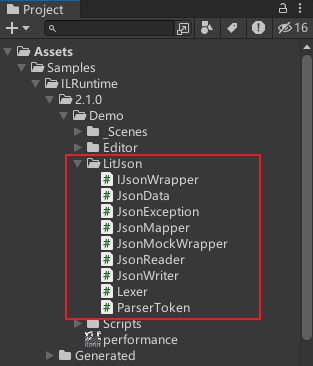 Project
16
Assets
Samples
ILRuntime
2.1.0
Demo
_Scenes
Editor
LitJson
IJsonWrapper
JsonData
JsonException
JsonMapper
JsonMockWrapper
JsonReader
JsonWriter
Lexer
ParserToken
Scripts
performance
Generated